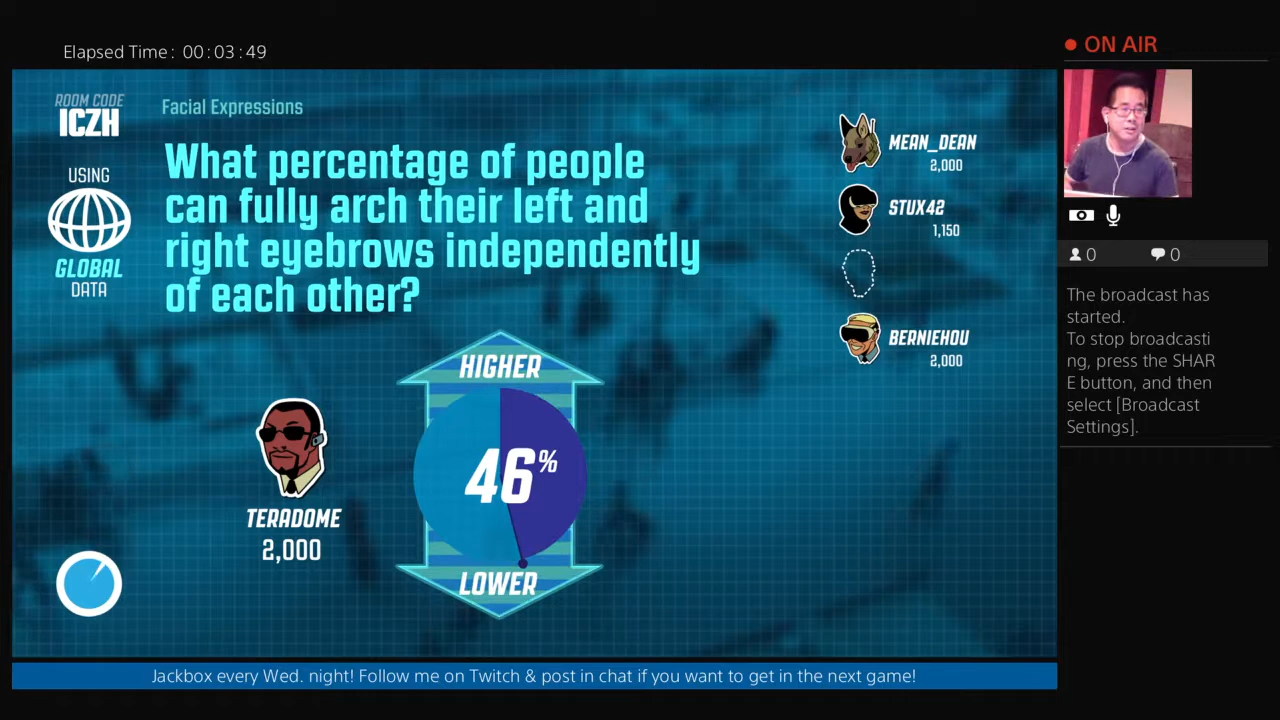 Elapsed Time: 00:03:49
ON AIR
ROOM CODE
ICZH
USING
GLOBAL
DATA
Facial Expressions
What percentage of people
can fully arch their left and
right eyebrows independently
of each other?
MEAN_DEAN
2,000
STUX42
1,150
BERNIEHOU
2,000
HIGHER
46%
LOWER
TERADOME
2,000
0
0
The broadcast has
started.
To stop broadcasti
ng, press the SHAR
E button, and then
select [Broadcast
Settings].
Jackbox every Wed. night! Follow me on Twitch & post in chat if you want to get in the next game!